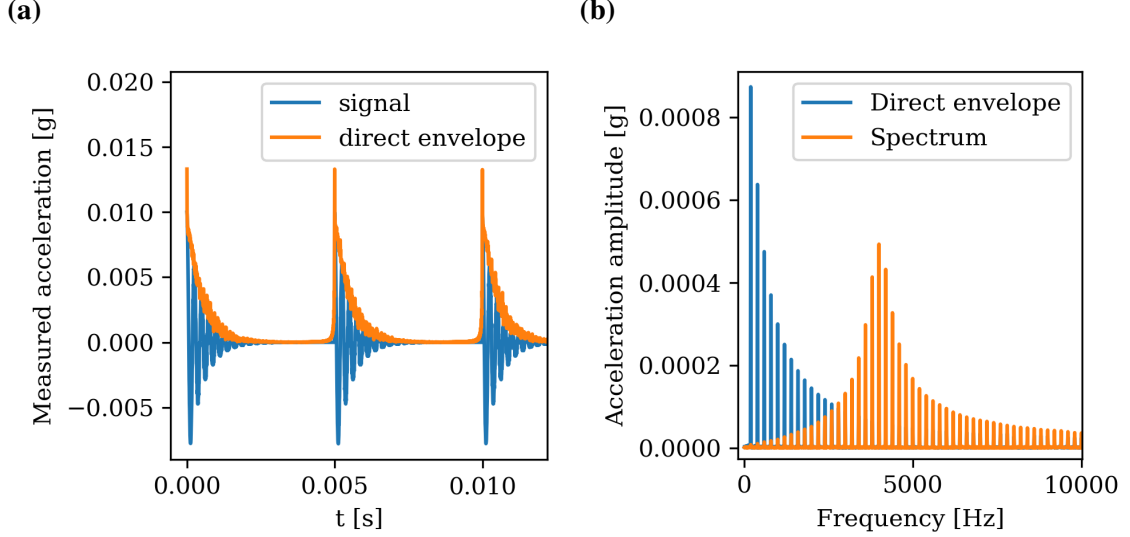 (a)
(b)
Measured acceleration [g]
0.020
0.015
0.010
0.005
0.000
−0.005
signal
direct envelope
0.000
0.005
0.010
t [s]
Acceleration amplitude [g]
0.0008
0.0006
0.0004
0.0002
0.0000
Direct envelope
Spectrum
0
5000
10000
Frequency [Hz]